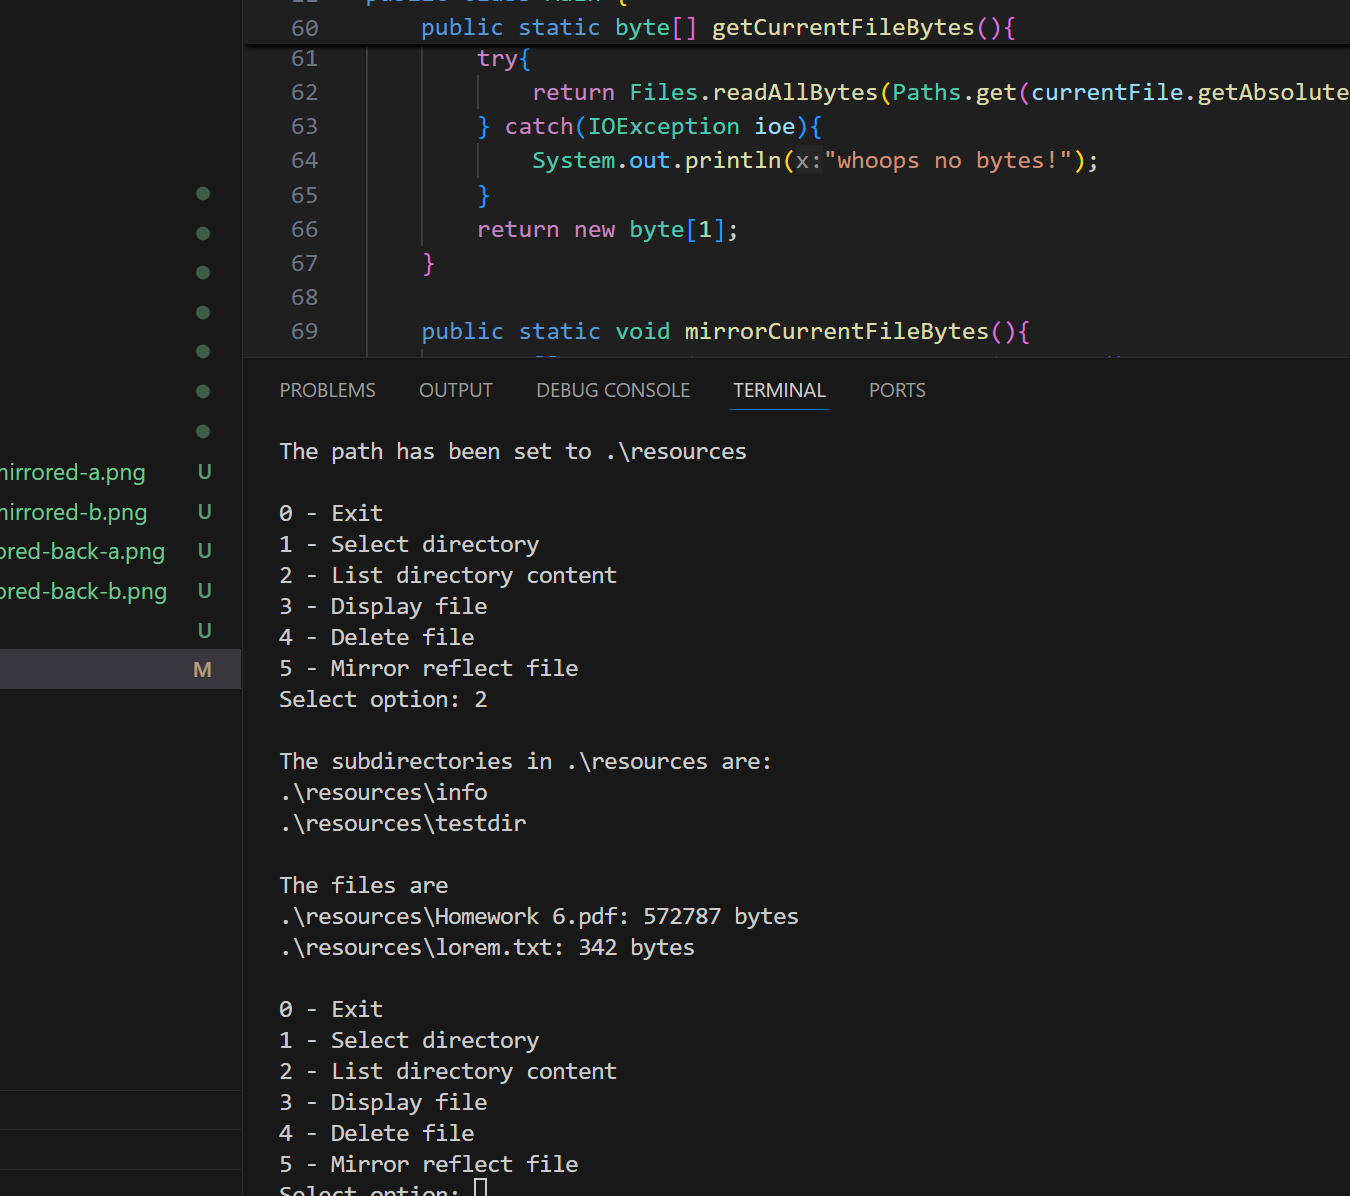 60 public static byte[] getCurrentFileBytes(){
61 try{
62 return Files.readAllBytes(Paths.get(currentFile.getAbsolute
63 } catch(IOException ioe){
64 System.out.println(x:"whoops no bytes!");
65 }
66 return new byte[1];
67 }
68
69 public static void mirrorCurrentFileBytes(){
mirrored-a.png U
mirrored-b.png U
ored-back-a.png U
ored-back-b.png U
U
M
PROBLEMS OUTPUT DEBUG CONSOLE TERMINAL PORTS
The path has been set to .\resources
0 - Exit
1 - Select directory
2 - List directory content
3 - Display file
4 - Delete file
5 - Mirror reflect file
Select option: 2
The subdirectories in .\resources are:
.\resources\info
.\resources\testdir
The files are
.\resources\Homework 6.pdf: 572787 bytes
.\resources\lorem.txt: 342 bytes
0 - Exit
1 - Select directory
2 - List directory content
3 - Display file
4 - Delete file
5 - Mirror reflect file
Select option: